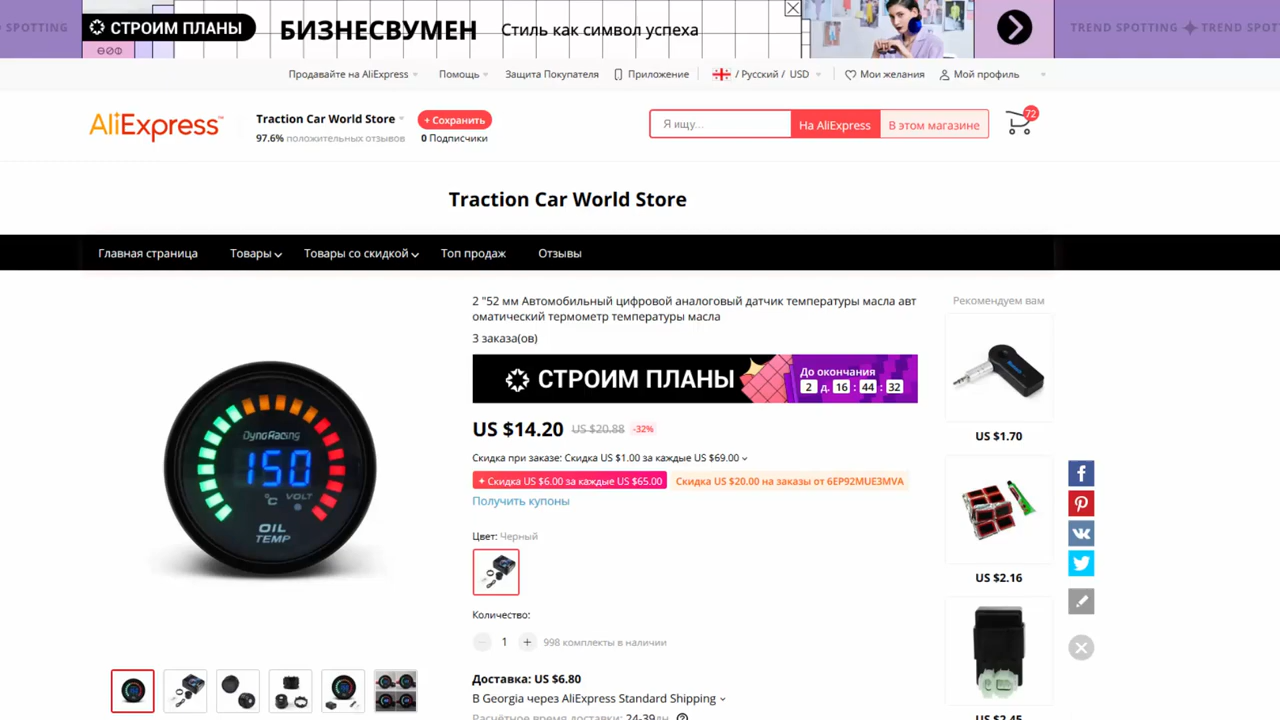 D SPOTTING
СТРОИМ ПЛАНЫ
БИЗНЕСВУМЕН
Стиль как символ успеха
TREND SPOTTING
TREND SPOT
Продавайте на AliExpress
Помощь
Защита Покупателя
Приложение
/ Русский / USD
Мои желания
Мой профиль
AliExpress™
Traction Car World Store
+ Сохранить
97.6% положительных отзывов
0 Подписчики
Я ищу...
На AliExpress
В этом магазине
72
Traction Car World Store
Главная страница
Товары
Товары со скидкой
Топ продаж
Отзывы
2 "52 мм Автомобильный цифровой аналоговый датчик температуры масла авт
оматический термометр температуры масла
3 заказа(ов)
СТРОИМ ПЛАНЫ
До окончания
2 д. 16 : 44 : 32
US $14.20 US $20.88 -32%
Скидка при заказе: Скидка US $1.00 за каждые US $69.00
+ Скидка US $6.00 за каждые US $65.00
Скидка US $20.00 на заказы от 6EP92MUE3MVA
Получить купоны
Цвет: Черный
Количество:
1 + 998 комплекты в наличии
Доставка: US $6.80
В Georgia через AliExpress Standard Shipping
Расчётное время доставки: 24-39дн.
DynoRacing
150
°C VOLT
OIL
TEMP
Рекомендуем вам
US $1.70
US $2.16
US $2.45